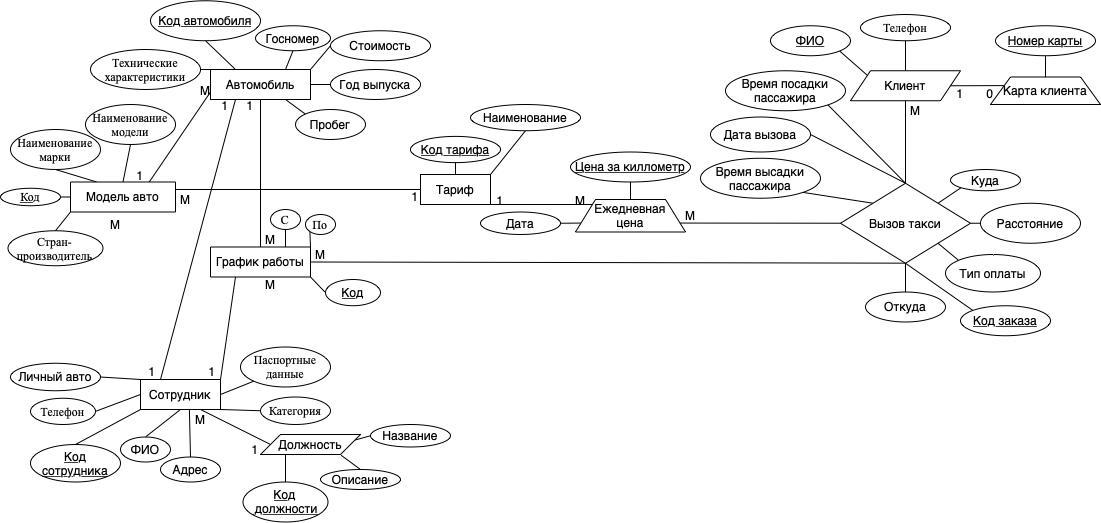 Код автомобиля
Госномер
Стоимость
Технические
характеристики
Автомобиль
Год выпуска
Пробег
М
1
1
Наименование
модели
Наименование
марки
Код
Модель авто
1
М
М
Стран-
производитель
ФИО
Телефон
Номер карты
Клиент
1
0
Карта клиента
М
Время посадки
пассажира
Дата вызова
Время высадки
пассажира
Наименование
Код тарифа
Тариф
1
1
Цена за киллометр
М
Ежедневная
цена
Дата
М
Вызов такси
Куда
Расстояние
Тип оплаты
Откуда
Код заказа
С
По
М
График работы
М
М
Код
1
1
Личный авто
Сотрудник
Паспортные
данные
Телефон
Категория
М
Код
сотрудника
ФИО
Адрес
1
Должность
Название
Описание
Код
должности